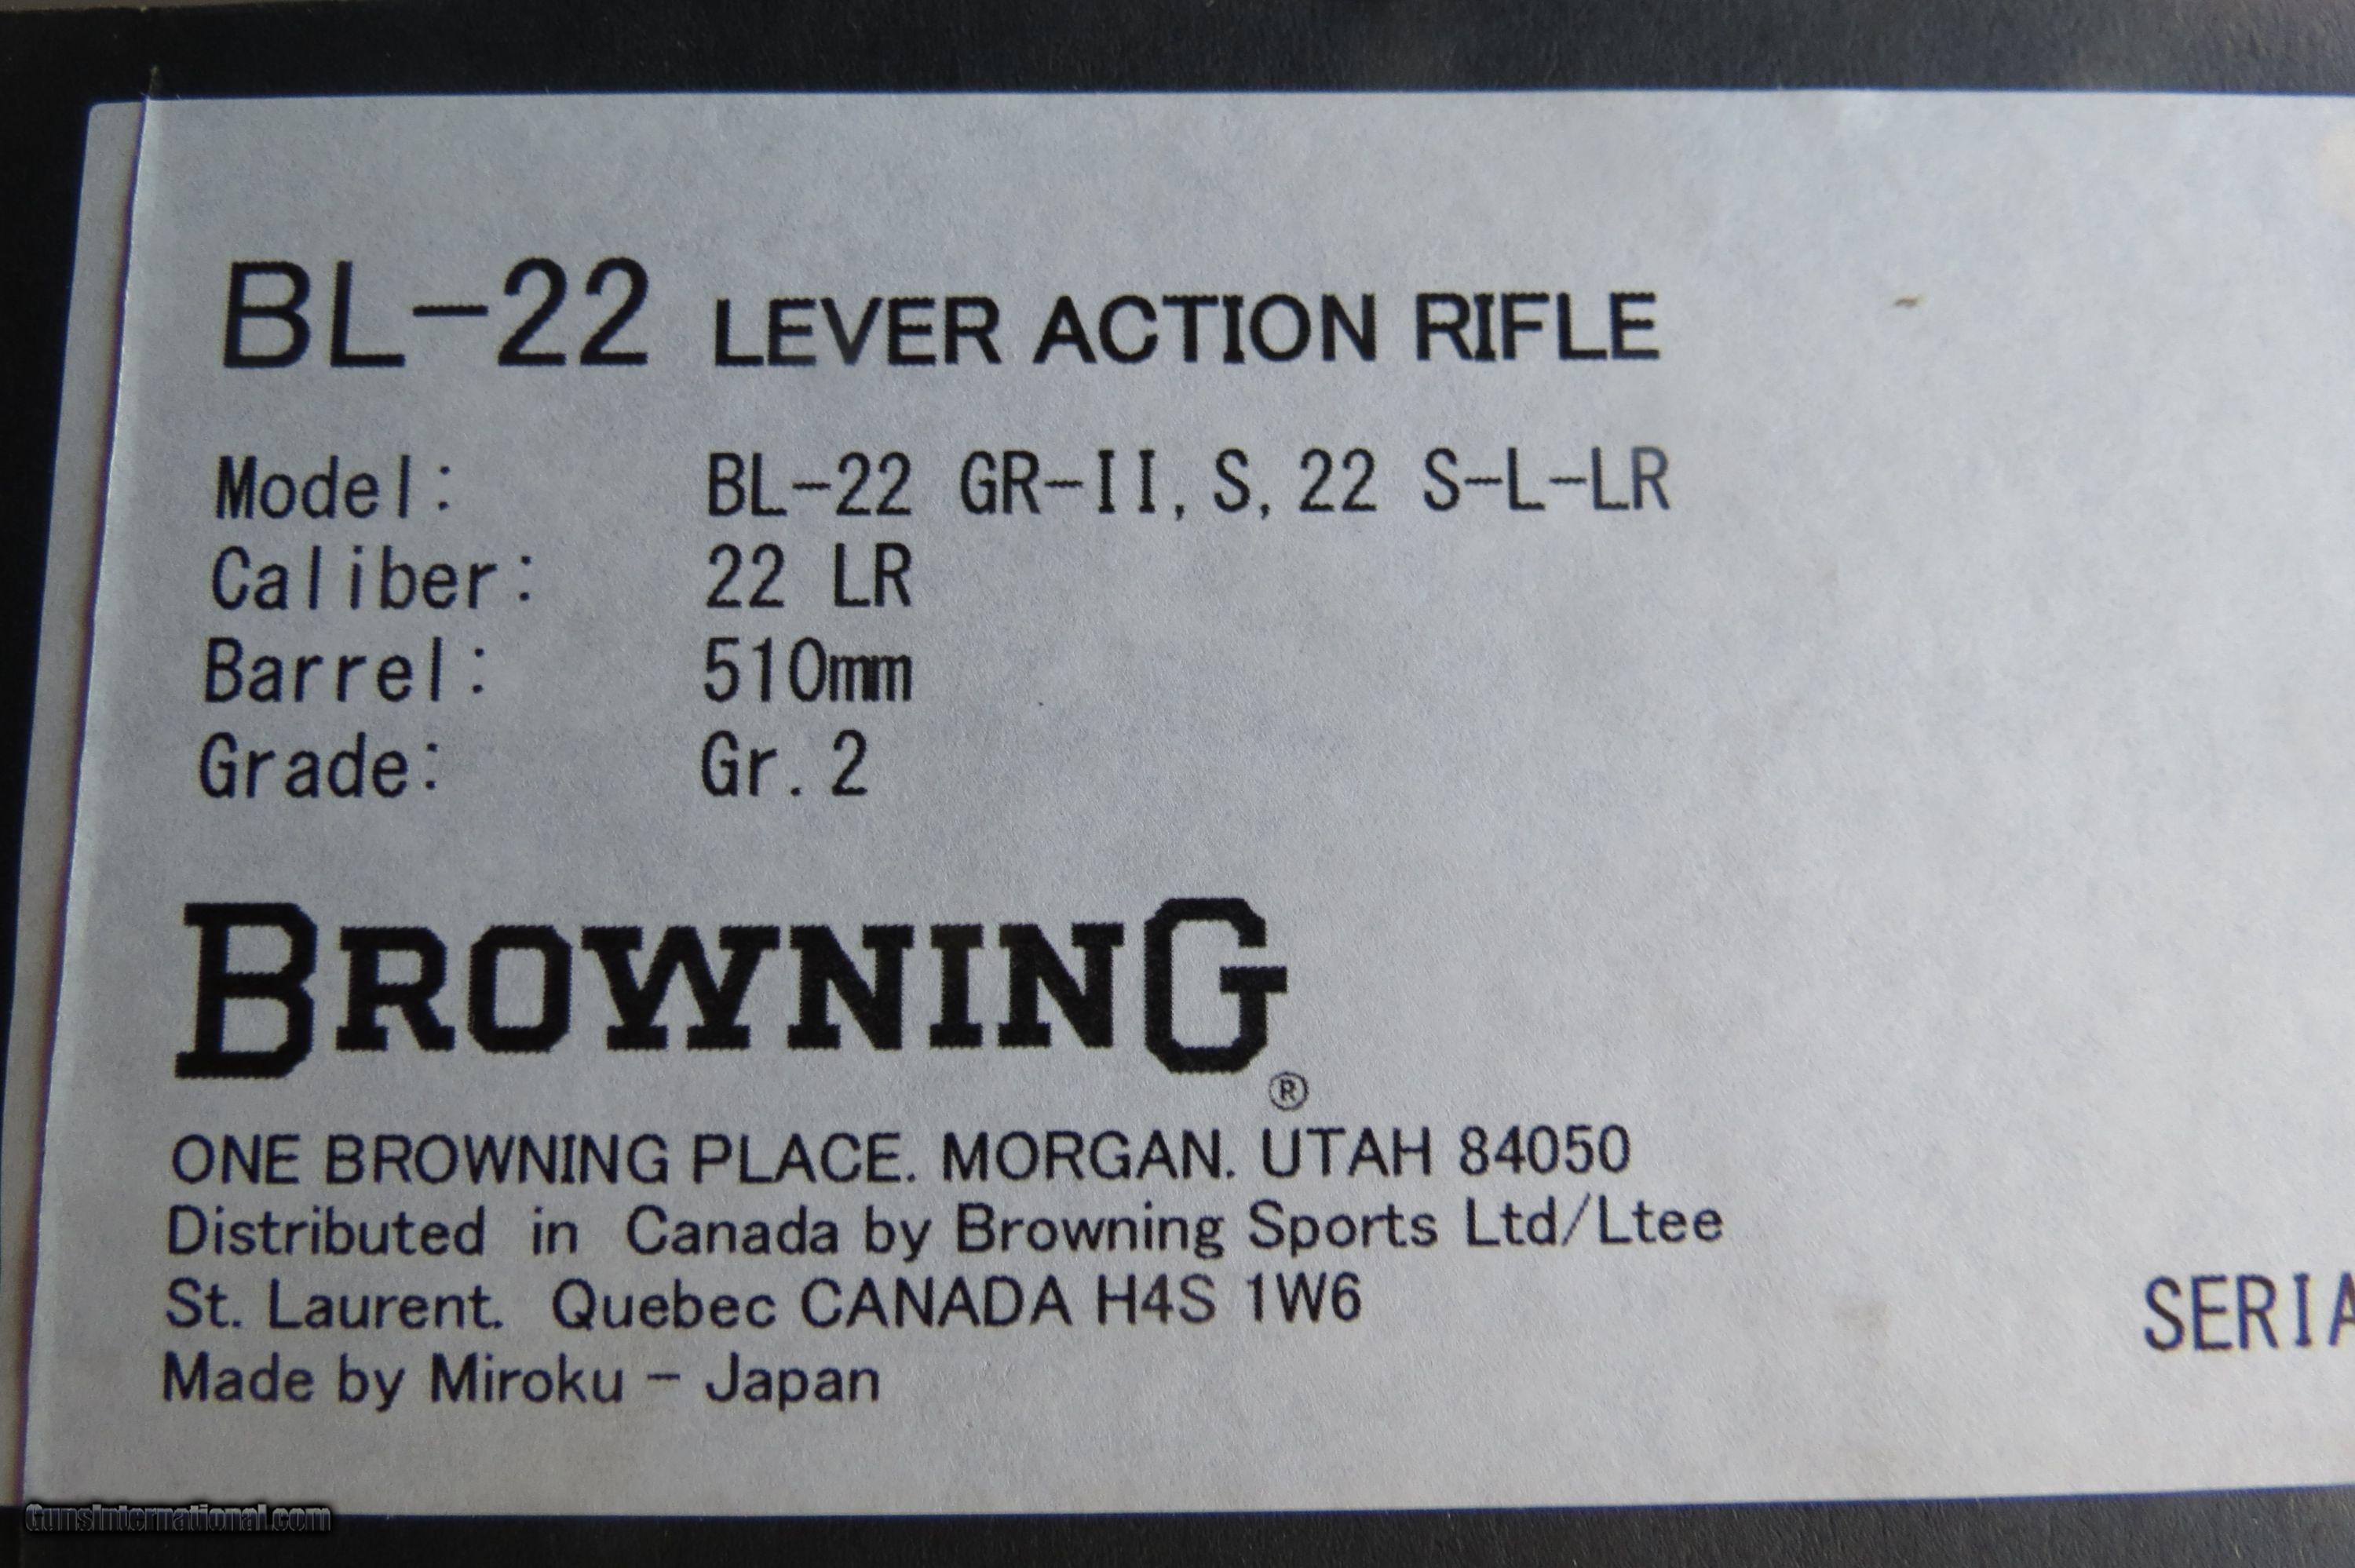 BL-22 LEVER ACTION RIFLE
Model: BL-22 GR-II, S, 22 S-L-LR
Caliber: 22 LR
Barrel: 510mm
Grade: Gr. 2
BROWNING®
ONE BROWNING PLACE. MORGAN. UTAH 84050
Distributed in Canada by Browning Sports Ltd/Ltee
St. Laurent. Quebec CANADA H4S 1W6
SERIA
Made by Miroku - Japan
GunsInternational.com